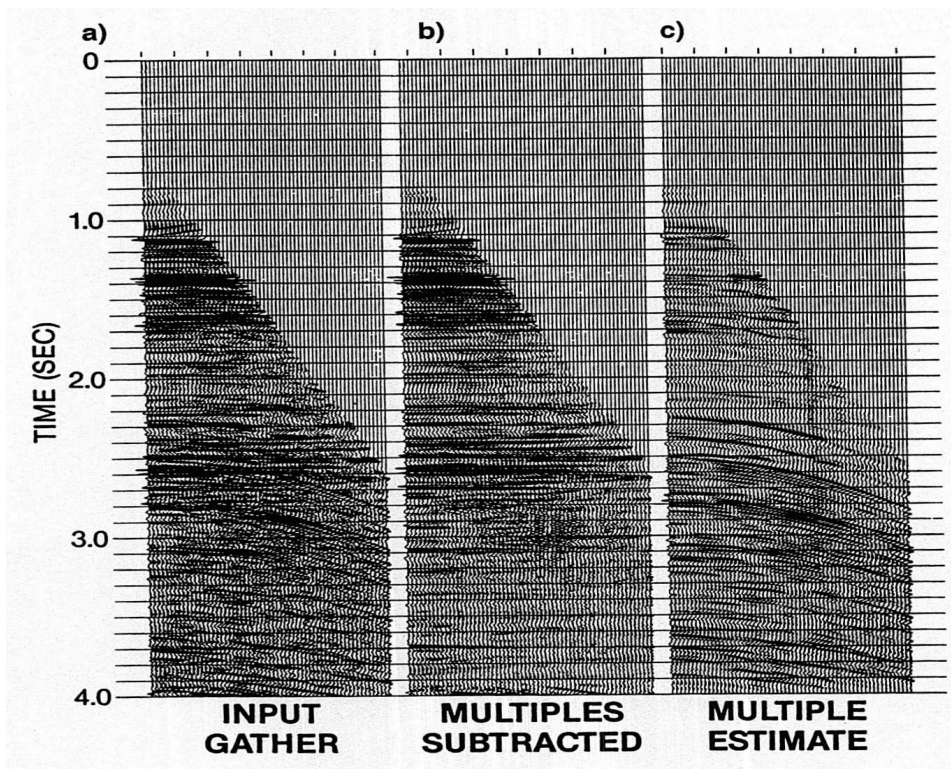 a)
b)
c)
0
1.0
2.0
3.0
4.0
TIME (SEC)
INPUT
GATHER
MULTIPLES
SUBTRACTED
MULTIPLE
ESTIMATE